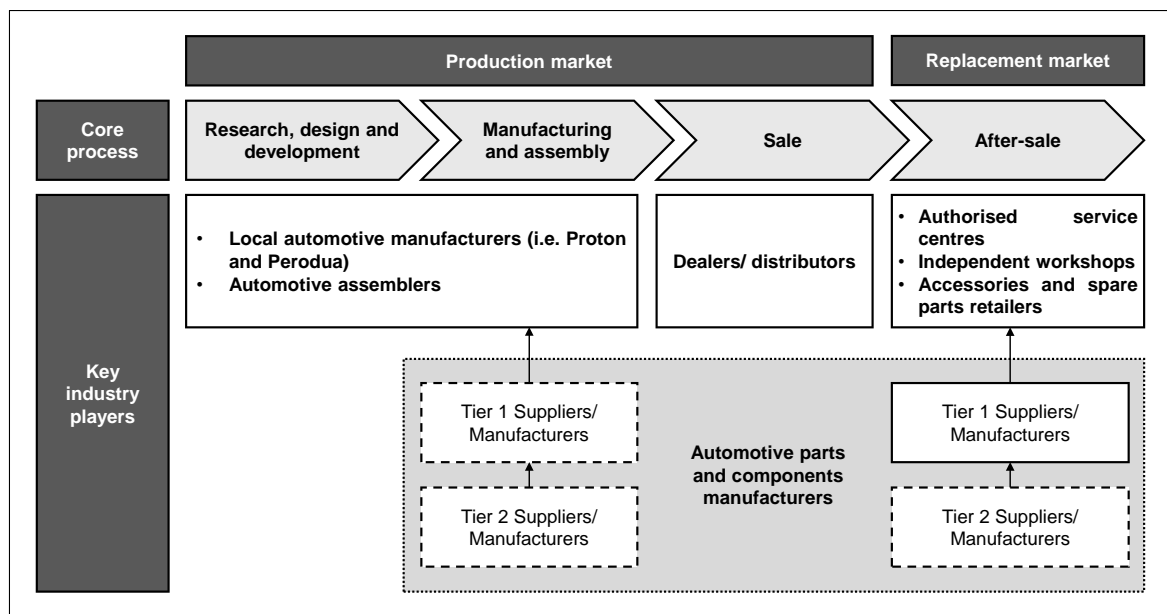 Production market
Replacement market
Core
process
Research, design and
development
Manufacturing
and assembly
Sale
After-sale
Key
industry
players
• Local automotive manufacturers (i.e. Proton
and Perodua)
• Automotive assemblers
Dealers/ distributors
• Authorised service
centres
• Independent workshops
• Accessories and spare
parts retailers
Tier 1 Suppliers/
Manufacturers
Tier 2 Suppliers/
Manufacturers
Automotive parts
and components
manufacturers
Tier 1 Suppliers/
Manufacturers
Tier 2 Suppliers/
Manufacturers